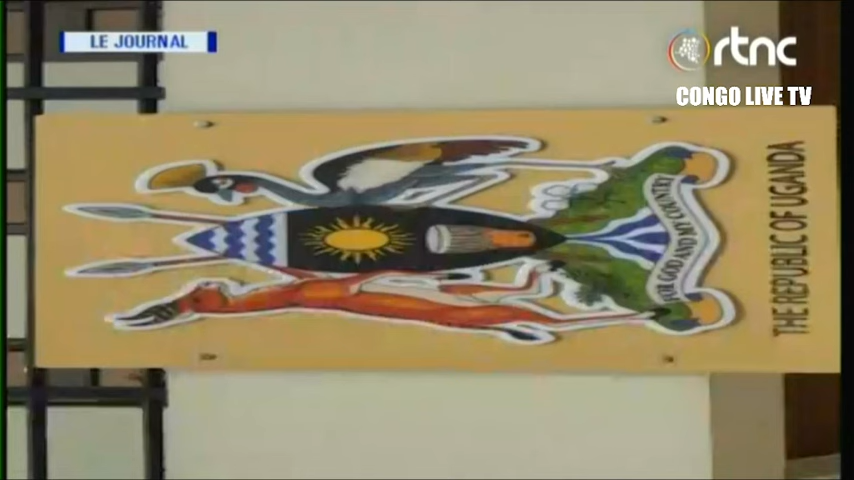 LE JOURNAL
rtnc
CONGO LIVE TV
FOR GOD AND MY COUNTRY
THE REPUBLIC OF UGANDA